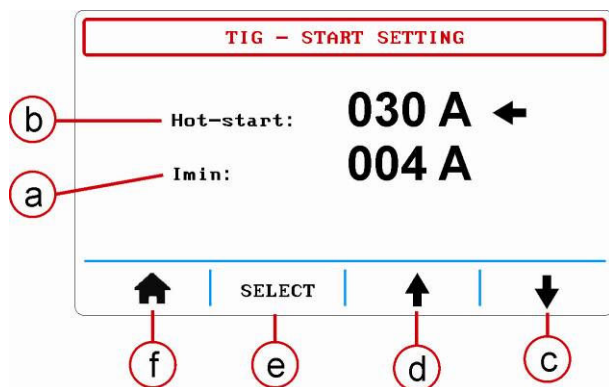 TIG - START SETTING
b Hot-start: 030 A
a Imin: 004 A
SELECT
f e d c